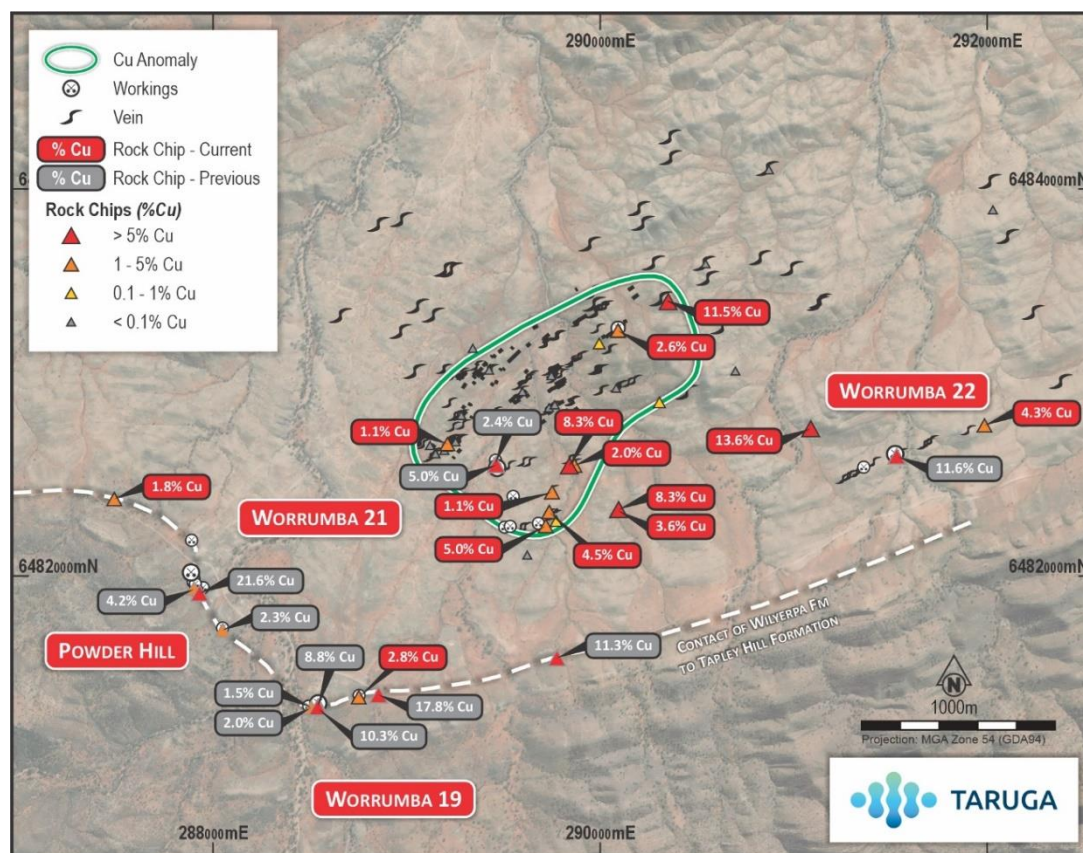 290000mE
292000mE
Cu Anomaly
Workings
Vein
% Cu Rock Chip - Current
% Cu Rock Chip - Previous
Rock Chips (%Cu)
> 5% Cu
1 - 5% Cu
0.1 - 1% Cu
< 0.1% Cu
6484000mN
11.5% Cu
2.6% Cu
WORRUMBA 22
4.3% Cu
1.1% Cu
2.4% Cu
8.3% Cu
13.6% Cu
2.0% Cu
5.0% Cu
11.6% Cu
1.8% Cu
WORRUMBA 21
1.1% Cu
8.3% Cu
3.6% Cu
5.0% Cu
4.5% Cu
6482000mN
21.6% Cu
4.2% Cu
2.3% Cu
POWDER HILL
CONTACT OF WILYERPA FM
TO TAPLEY HILL FORMATION
11.3% Cu
8.8% Cu
2.8% Cu
1.5% Cu
17.8% Cu
2.0% Cu
10.3% Cu
N
1000m
Projection: MGA Zone 54 (GDA94)
WORRUMBA 19
TARUGA
288000mE